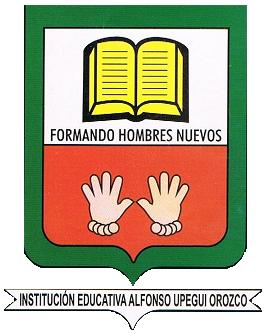 FORMANDO HOMBRES NUEVOS
INSTITUCIÓN EDUCATIVA ALFONSO UPEGUI OROZCO